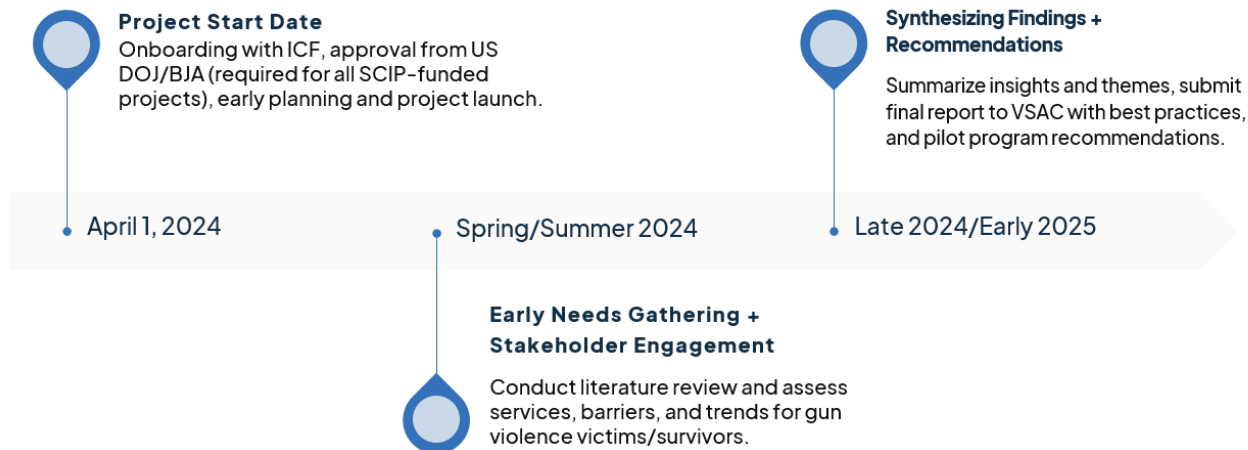 Project Start Date
Onboarding with ICF, approval from US
DOJ/BJA (required for all SCIP-funded
projects), early planning and project launch.
Synthesizing Findings +
Recommendations
Summarize insights and themes, submit
final report to VSAC with best practices,
and pilot program recommendations.
April 1, 2024
Spring/Summer 2024
Late 2024/Early 2025
Early Needs Gathering +
Stakeholder Engagement
Conduct literature review and assess
services, barriers, and trends for gun
violence victims/survivors.